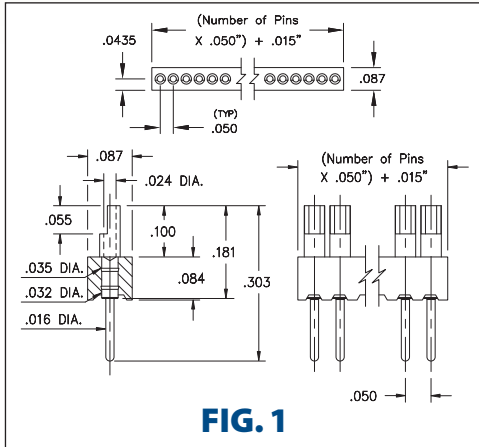 (Number of Pins
X .050") + .015"
.0435
.087
(TYP)
.050
.087
.024 DIA.
.055
.100
.181
.303
.084
.035 DIA.
.032 DIA.
.016 DIA.
(Number of Pins
X .050") + .015"
.050
FIG. 1